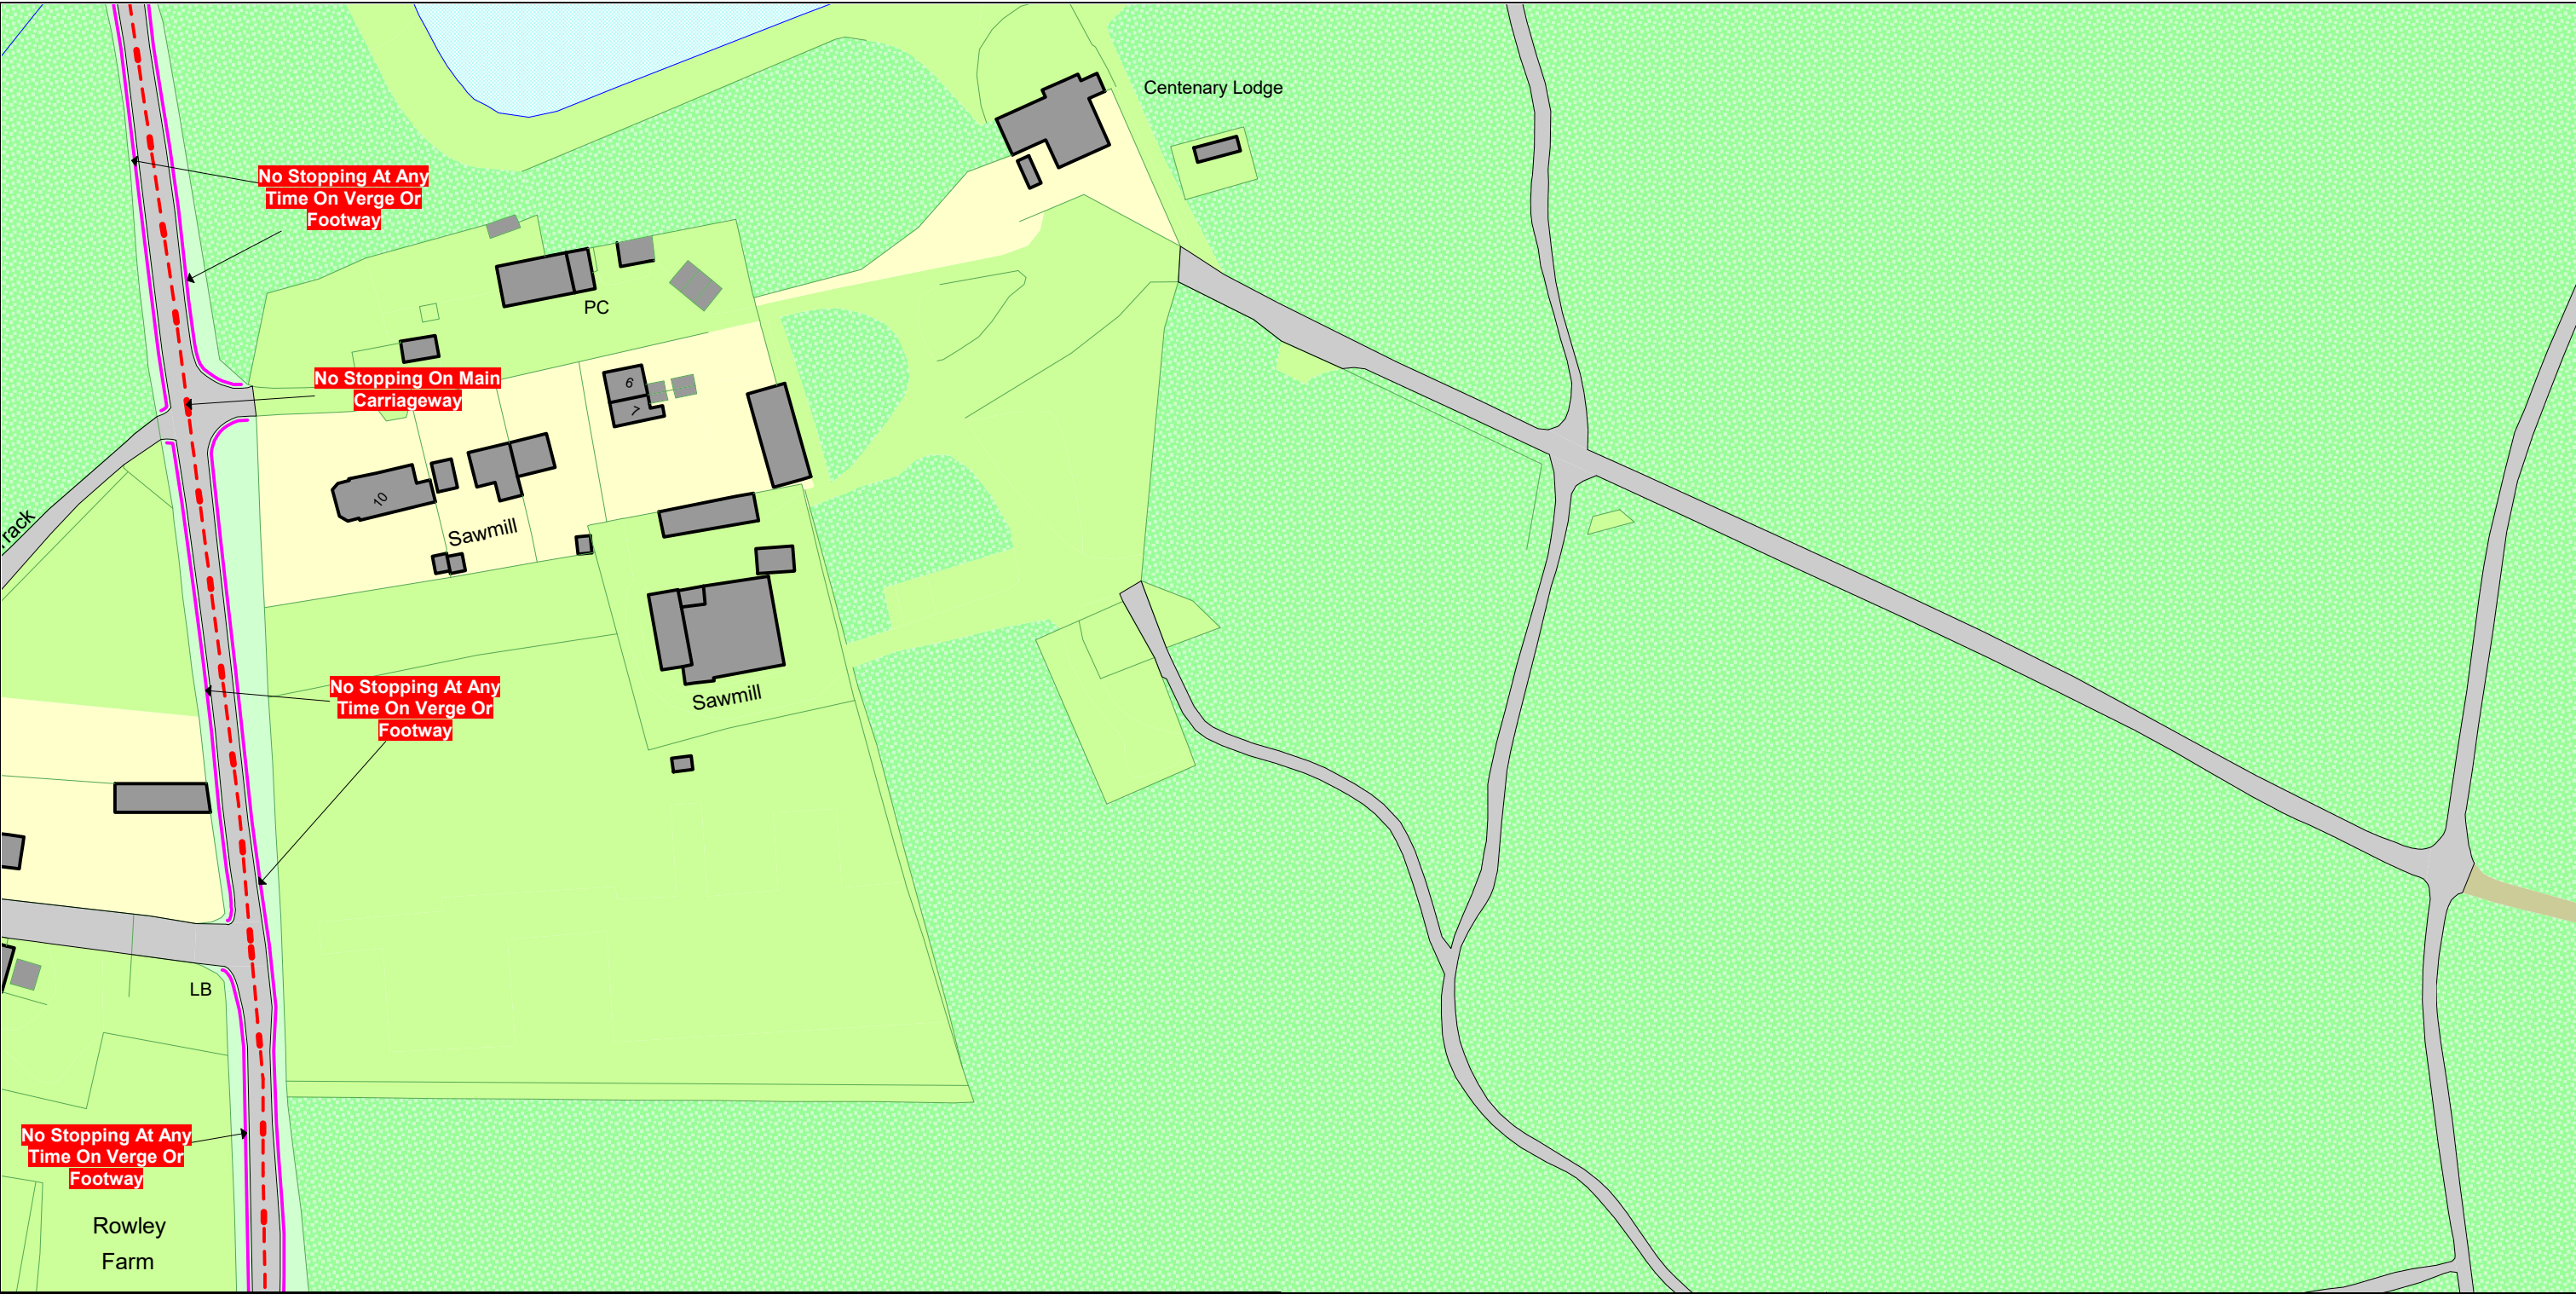 Centenary Lodge
No Stopping At Any
Time On Verge Or
Footway
PC
No Stopping On Main
Carriageway
6
7
10
Sawmill
No Stopping At Any
Time On Verge Or
Footway
Sawmill
LB
No Stopping At Any
Time On Verge Or
Footway
Rowley
Farm